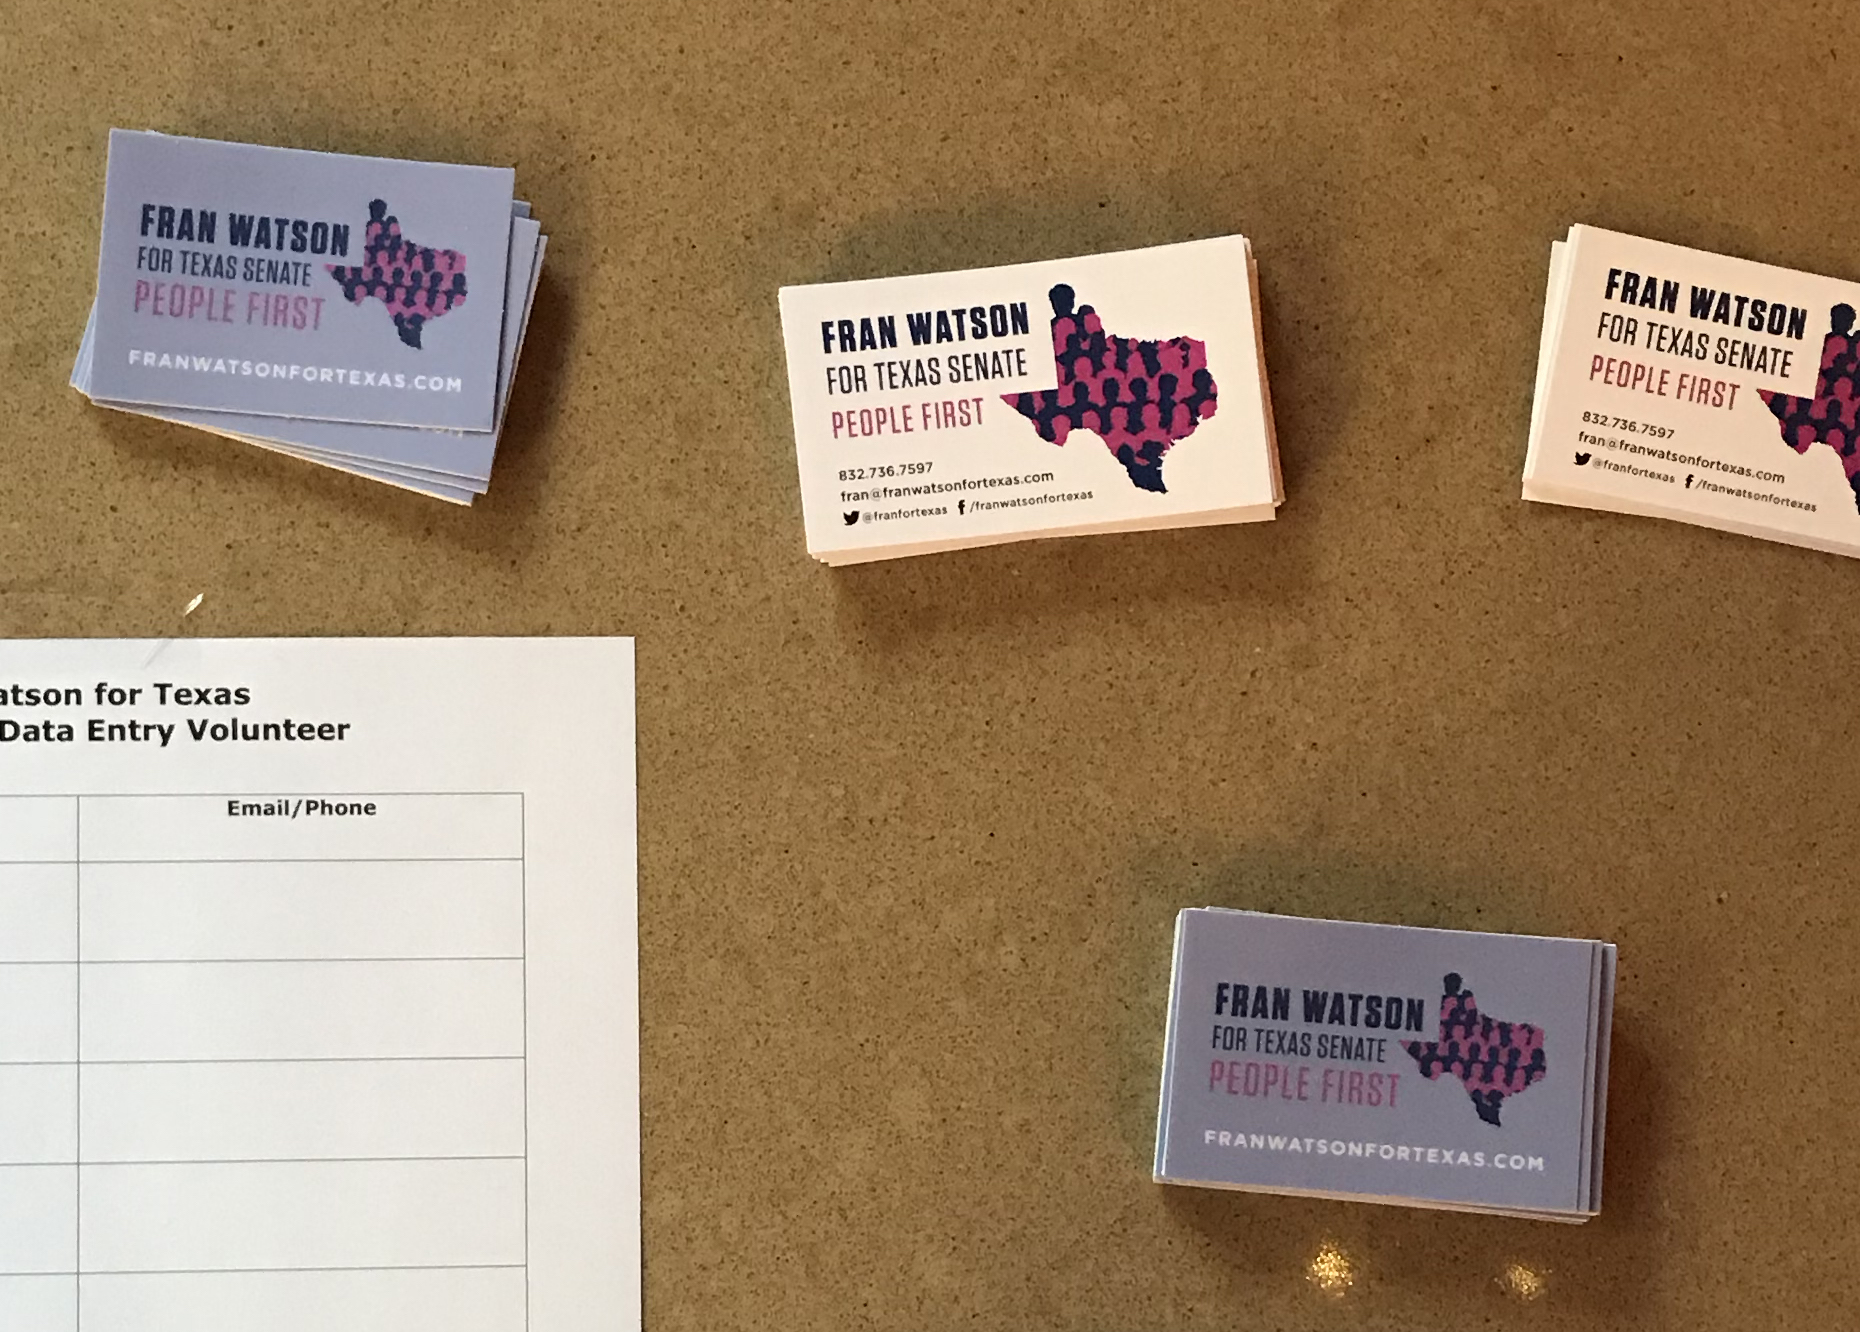 FRAN WATSON
FOR TEXAS SENATE
PEOPLE FIRST
FRANWATSONFORTEXAS.COM
FRAN WATSON
FOR TEXAS SENATE
PEOPLE FIRST
832.736.7597
fran@franwatsonfortexas.com
@franfortexas f /franwatsonfortexas
FRAN WATSON
FOR TEXAS SENATE
PEOPLE FIRST
832.736.7597
fran@franwatsonfortexas.com
@franfortexas f /franwatsonfortexas
atson for Texas
Data Entry Volunteer
Email/Phone
FRAN WATSON
FOR TEXAS SENATE
PEOPLE FIRST
FRANWATSONFORTEXAS.COM